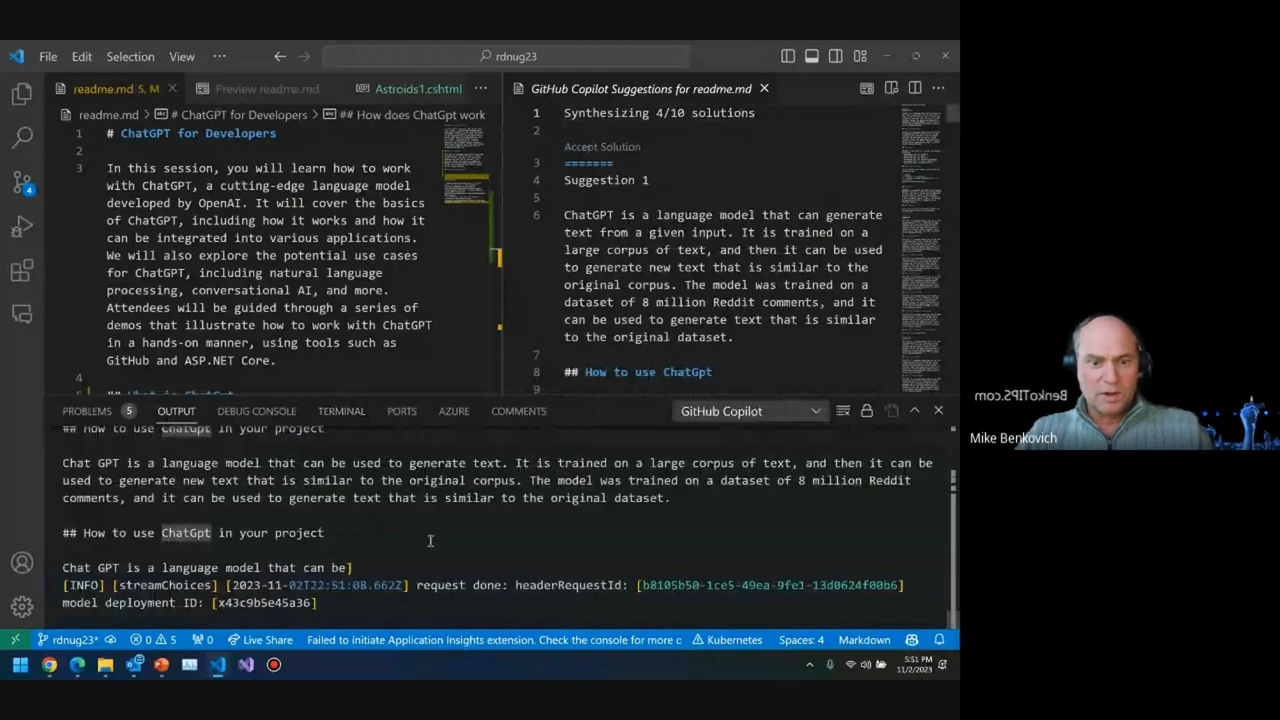 File Edit Selection View ··· rdnug23
readme.md 5, M Preview readme.md Astroids1.cshtml ···
readme.md > # ChatGPT for Developers > ## How does ChatGpt work
1 # ChatGPT for Developers
2
3 In this session, you will learn how to work
with ChatGPT, a cutting-edge language model
developed by OpenAI. It will cover the basics
of ChatGPT, including how it works and how it
can be integrated into various applications.
We will also explore the potential use cases
for ChatGPT, including natural language
processing, conversational AI, and more.
Attendees will be guided through a series of
demos that illustrate how to work with ChatGPT
in a hands-on manner, using tools such as
GitHub and ASP.NET Core.
4
5 ## What is ChatGpt
GitHub Copilot Suggestions for readme.md
1 Synthesizing 4/10 solutions
2
Accept Solution
3 =======
4 Suggestion 1
5
6 ChatGPT is a language model that can generate
text from a given input. It is trained on a
large corpus of text, and then it can be used
to generate new text that is similar to the
original corpus. The model was trained on a
dataset of 8 million Reddit comments, and it
can be used to generate text that is similar
to the original dataset.
7
8 ## How to use ChatGpt
9
PROBLEMS 5 OUTPUT DEBUG CONSOLE TERMINAL PORTS AZURE COMMENTS GitHub Copilot
## How to use ChatGpt in your project
Chat GPT is a language model that can be used to generate text. It is trained on a large corpus of text, and then it can be
used to generate new text that is similar to the original corpus. The model was trained on a dataset of 8 million Reddit
comments, and it can be used to generate text that is similar to the original dataset.
## How to use ChatGpt in your project
Chat GPT is a language model that can be]
[INFO] [streamChoices] [2023-11-02T22:51:08.662Z] request done: headerRequestId: [b8105b50-1ce5-49ea-9fe1-13d0624f00b6]
model deployment ID: [x43c9b5e45a36]
4
rdnug23* 0 5 0 Live Share Failed to initiate Application Insights extension. Check the console for more c Kubernetes Spaces: 4 Markdown
5:51 PM
11/2/2023
BenkoTIPS.com
Mike Benkovich